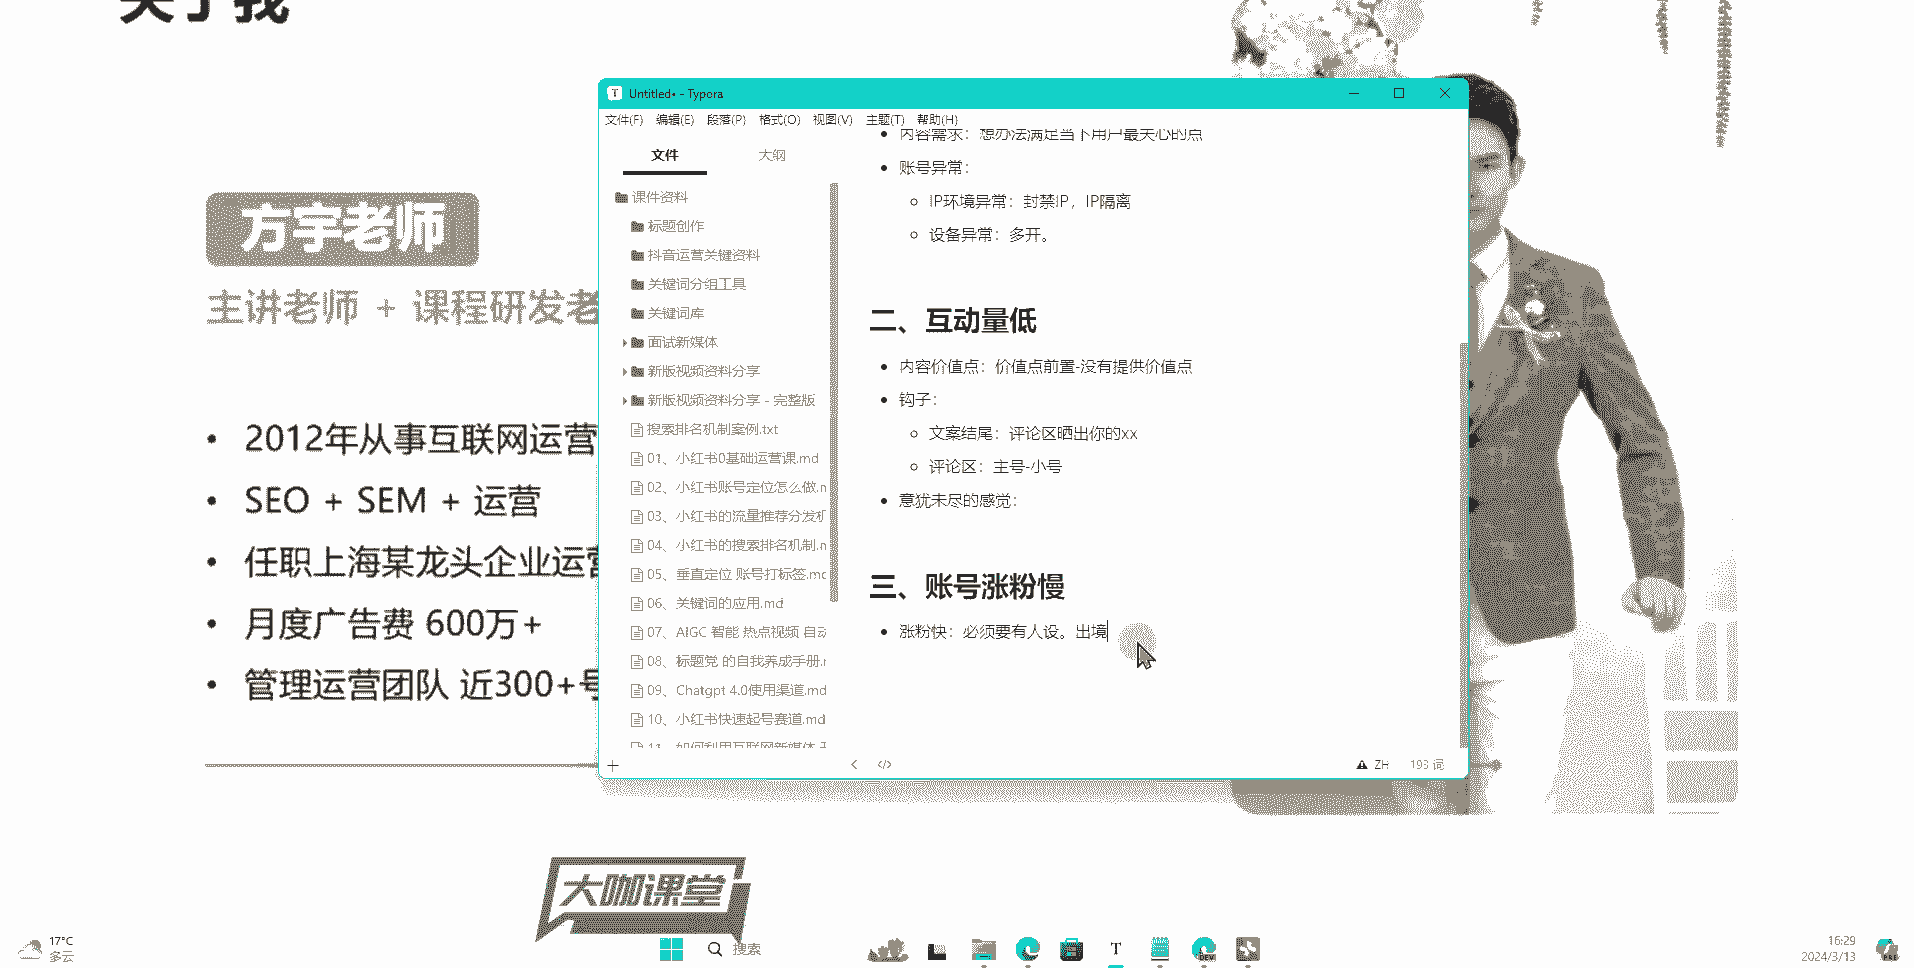 关于我
方宇老师
主讲老师 + 课程研发老
2012年从事互联网运营
SEO + SEM + 运营
任职上海某龙头企业运营
月度广告费 600万+
管理运营团队 近300+号
Untitled• - Typora
文件(F) 编辑(E) 段落(P) 格式(O) 视图(V) 主题(T) 帮助(H)
文件 大纲
课件资料
标题创作
抖音运营关键资料
关键词分组工具
关键词库
面试新媒体
新版视频资料分享
新版视频资料分享 - 完整版
搜索排名机制案例.txt
01、小红书0基础运营课.md
02、小红书账号定位怎么做.m
03、小红书的流量推荐分发机
04、小红书的搜索排名机制.m
05、垂直定位 账号打标签.md
06、关键词的应用.md
07、AIGC 智能 热点视频 自动
08、标题党 的自我养成手册.m
09、Chatgpt 4.0使用渠道.md
10、小红书快速起号赛道.md
11、如何利用互联网新媒体
内容需求：想办法满足当下用户最关心的点
账号异常：
IP环境异常：封禁IP，IP隔离
设备异常：多开。
二、互动量低
内容价值点：价值点前置-没有提供价值点
钩子：
文案结尾：评论区晒出你的xx
评论区：主号-小号
意犹未尽的感觉：
三、账号涨粉慢
涨粉快：必须要有人设。出境
ZH 193 词
大咖课堂
17°C
多云
搜索
DEV
PRE
16:29
2024/3/13